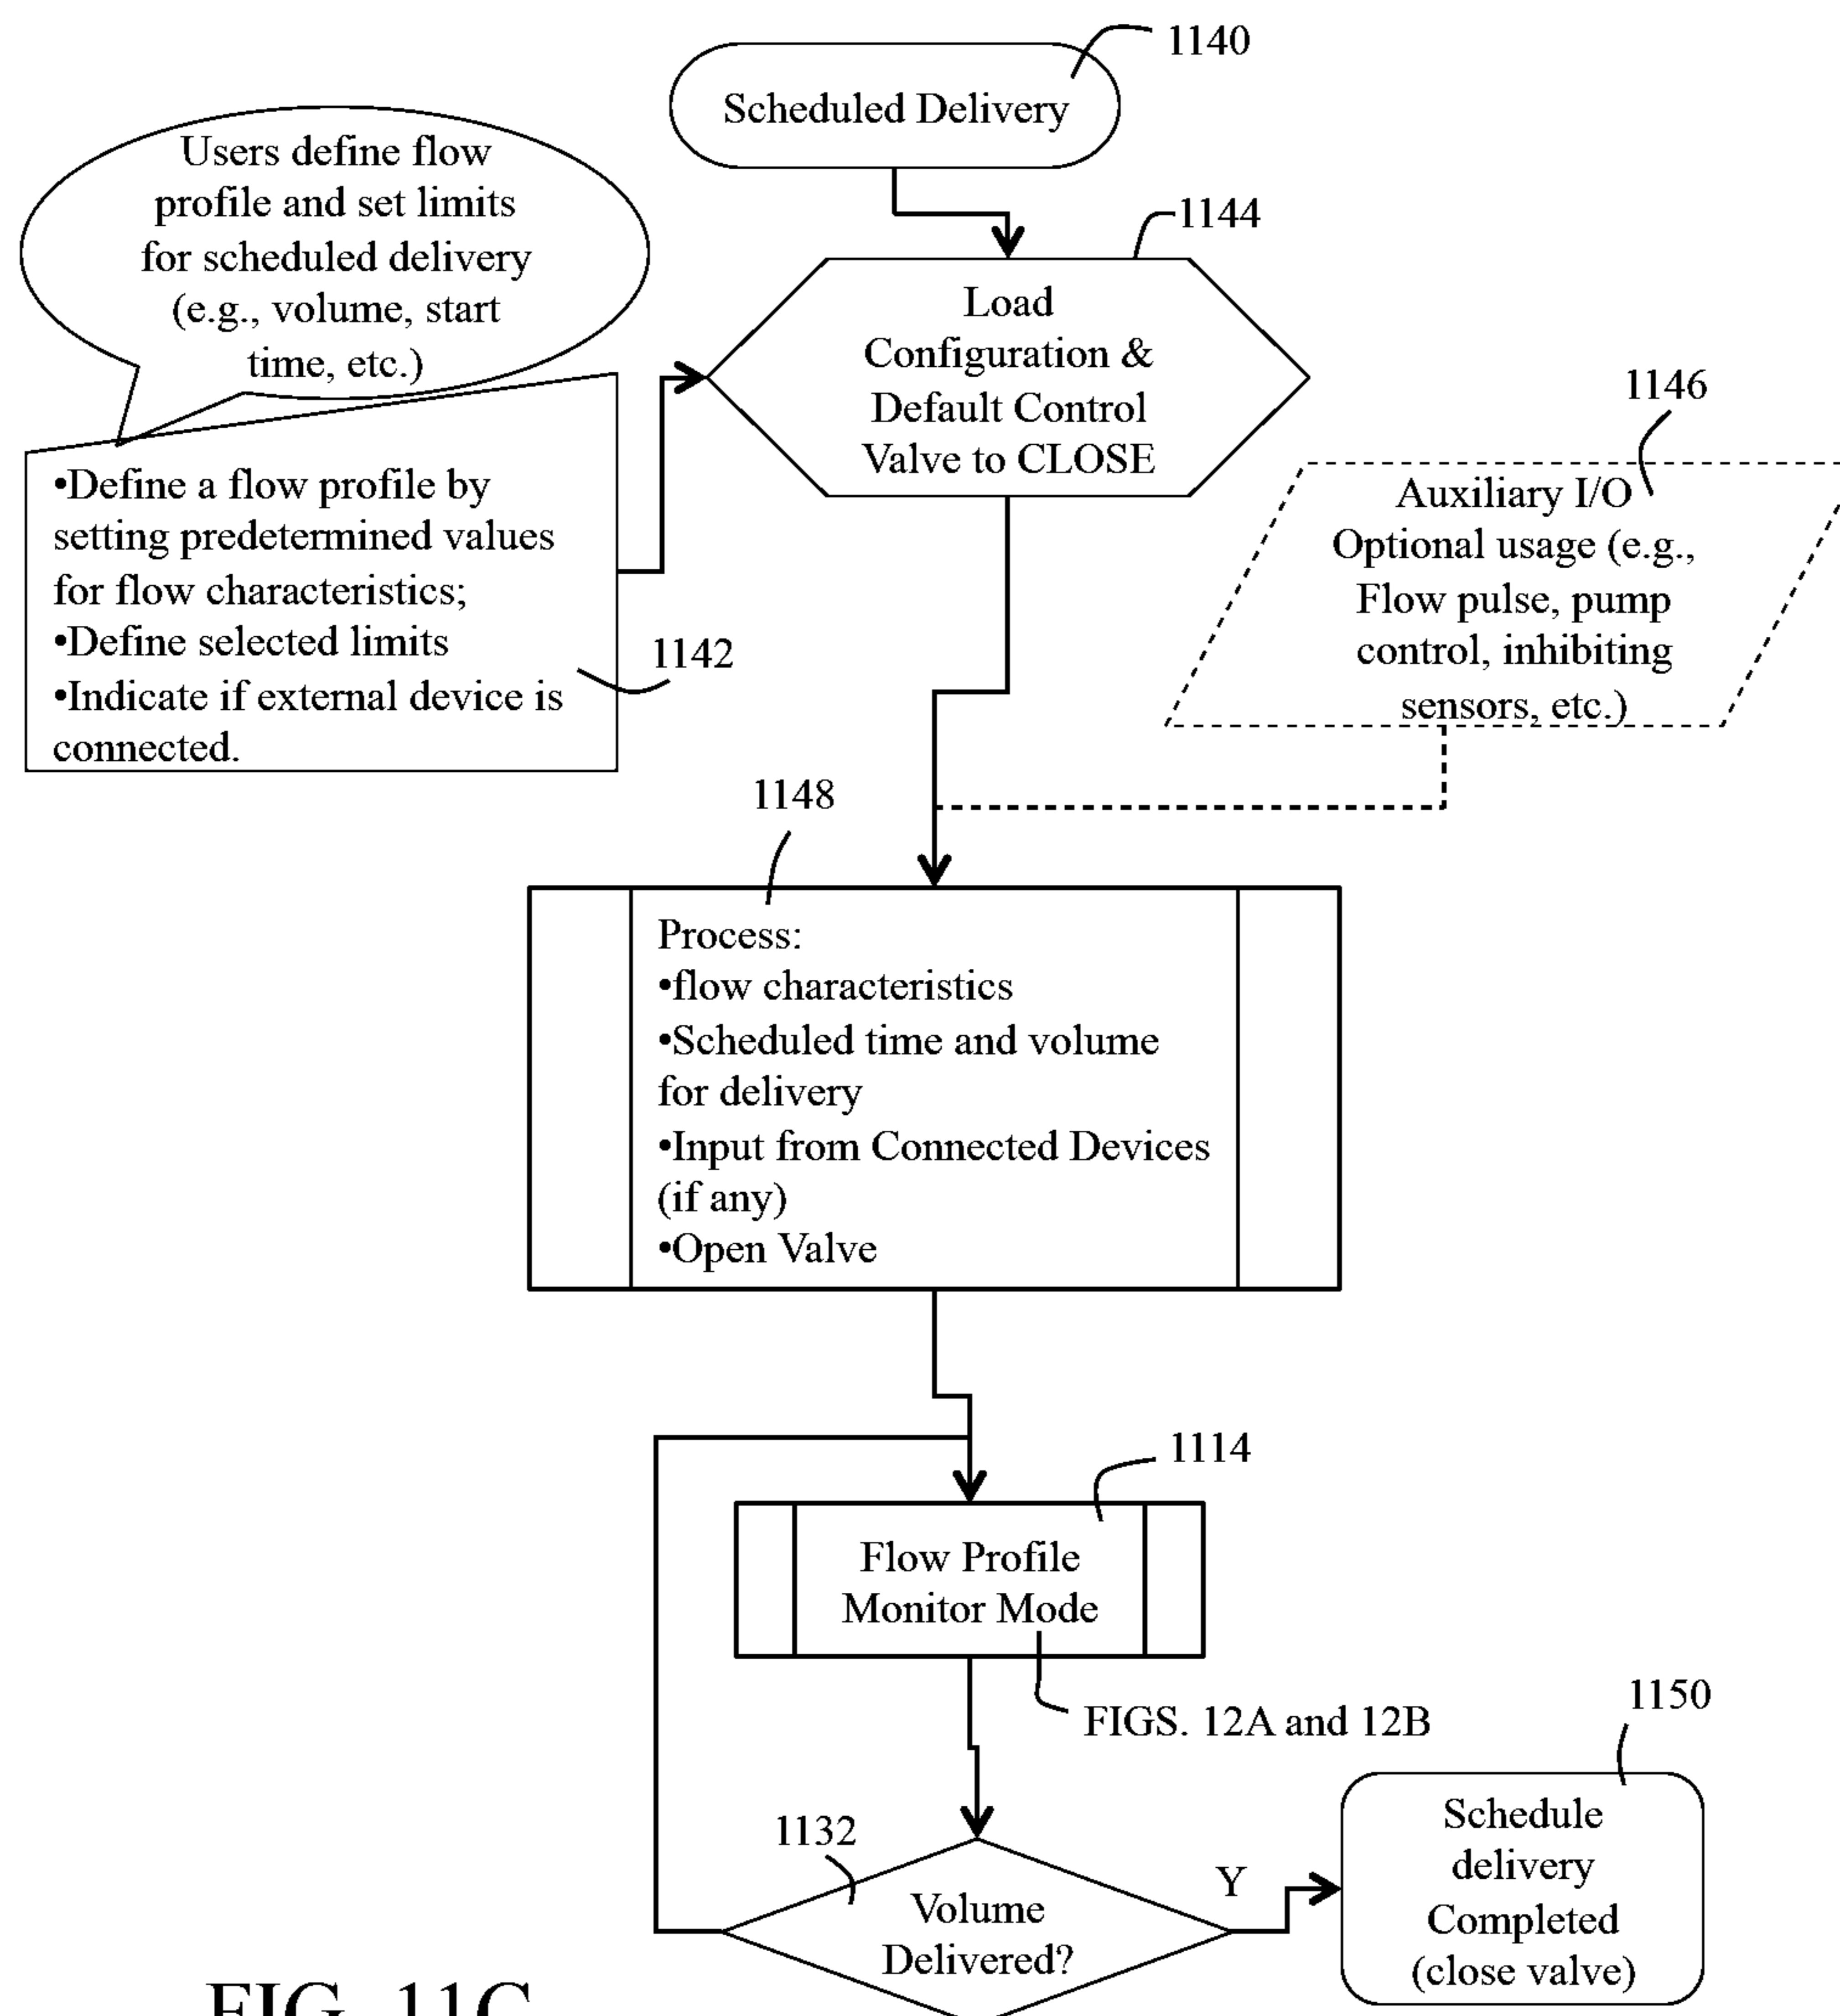 1140
Scheduled Delivery
Users define flow
profile and set limits
for scheduled delivery
(e.g., volume, start
time, etc.)
1144
Load
Configuration &
Default Control
Valve to CLOSE
1146
Auxiliary I/O
Optional usage (e.g.,
Flow pulse, pump
control, inhibiting
sensors, etc.)
•Define a flow profile by
setting predetermined values
for flow characteristics;
•Define selected limits
•Indicate if external device is
connected.
1142
1148
Process:
•flow characteristics
•Scheduled time and volume
for delivery
•Input from Connected Devices
(if any)
•Open Valve
1114
Flow Profile
Monitor Mode
FIGS. 12A and 12B
1150
1132
Volume
Delivered?
Y
Schedule
delivery
Completed
(close valve)
FIG. 11C